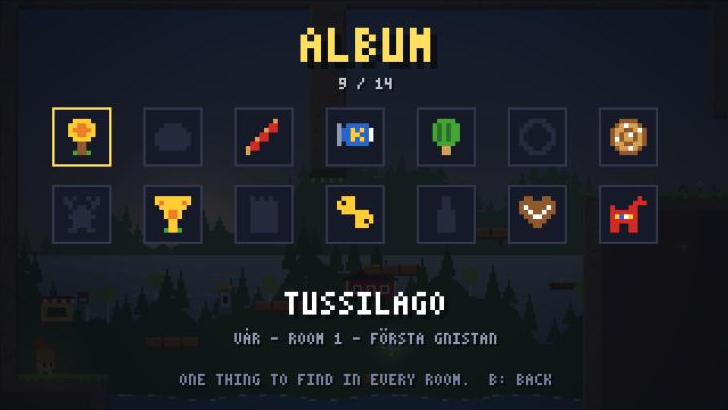 ALBUM
9 / 14
K
TUSSILAGO
VÅR - ROOM 1 - FÖRSTA GNISTAN
ONE THING TO FIND IN EVERY ROOM. B: BACK